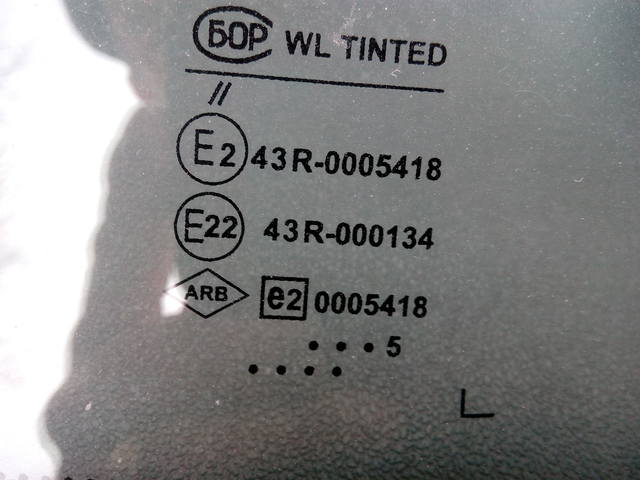 БОР WL TINTED
//
E2 43R-0005418
E22 43R-000134
ARB e2 0005418
• • • 5
• • • •